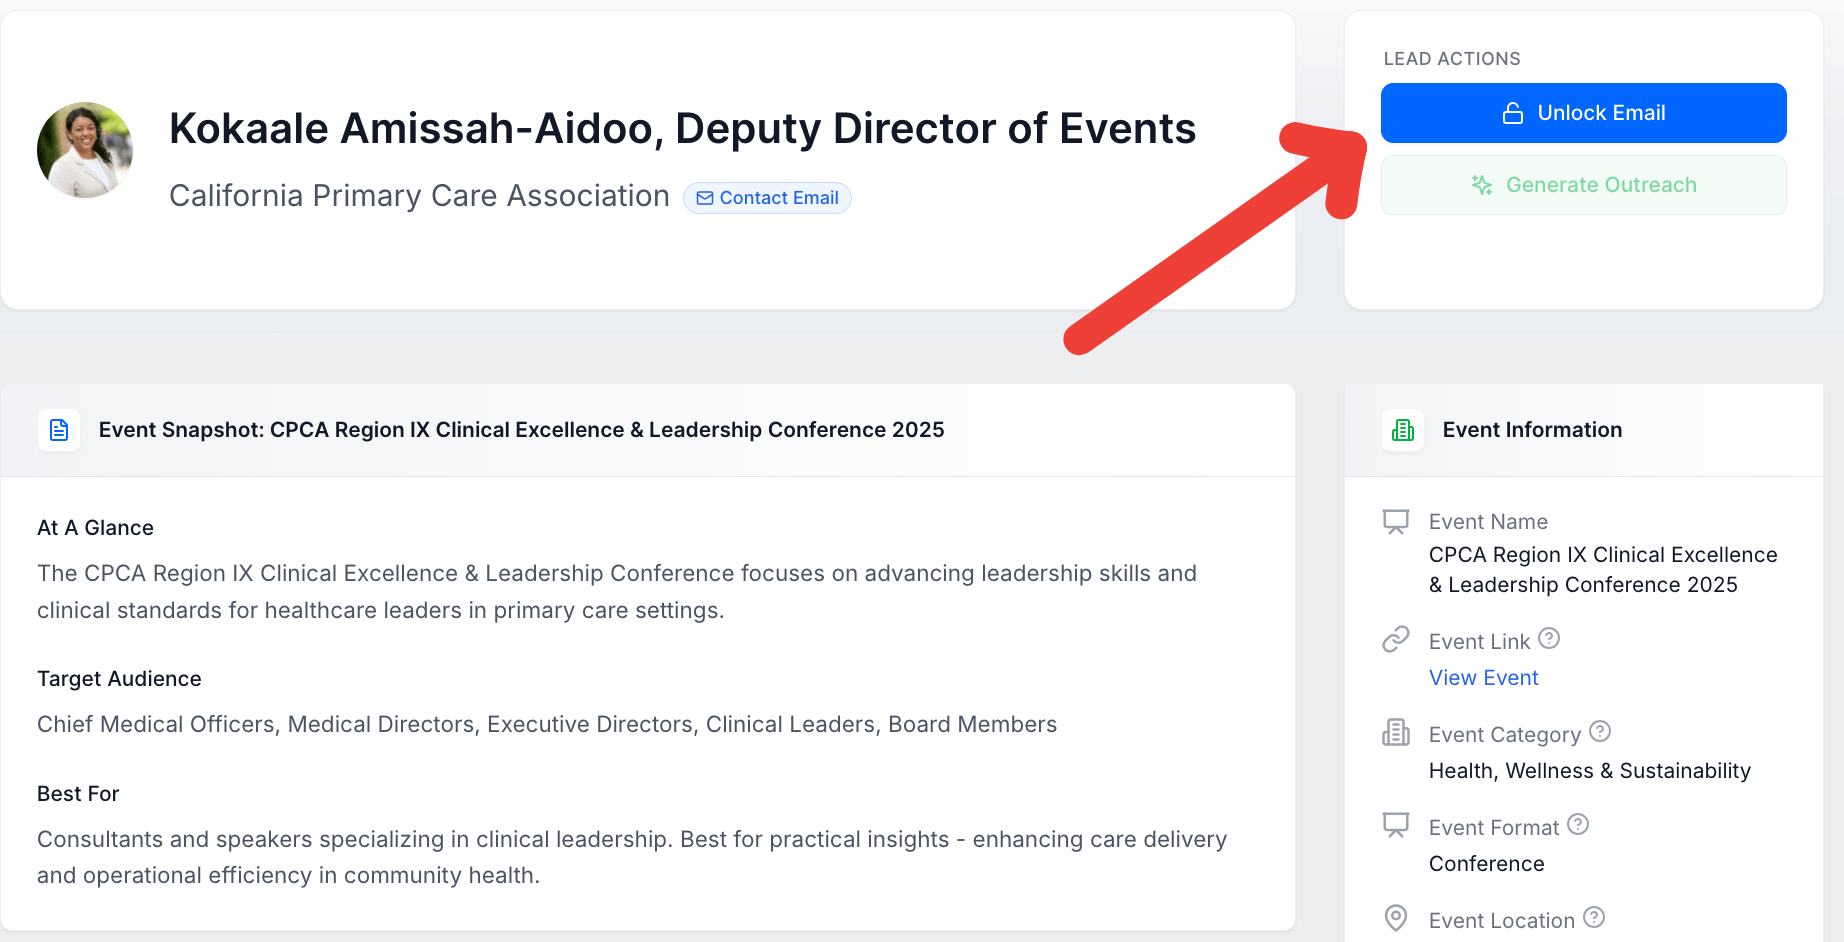 Kokaale Amissah-Aidoo, Deputy Director of Events
California Primary Care Association
Contact Email
LEAD ACTIONS
Unlock Email
Generate Outreach
Event Snapshot: CPCA Region IX Clinical Excellence & Leadership Conference 2025
At A Glance
The CPCA Region IX Clinical Excellence & Leadership Conference focuses on advancing leadership skills and
clinical standards for healthcare leaders in primary care settings.
Target Audience
Chief Medical Officers, Medical Directors, Executive Directors, Clinical Leaders, Board Members
Best For
Consultants and speakers specializing in clinical leadership. Best for practical insights - enhancing care delivery
and operational efficiency in community health.
Event Information
Event Name
CPCA Region IX Clinical Excellence
& Leadership Conference 2025
Event Link ?
View Event
Event Category ?
Health, Wellness & Sustainability
Event Format ?
Conference
Event Location ?